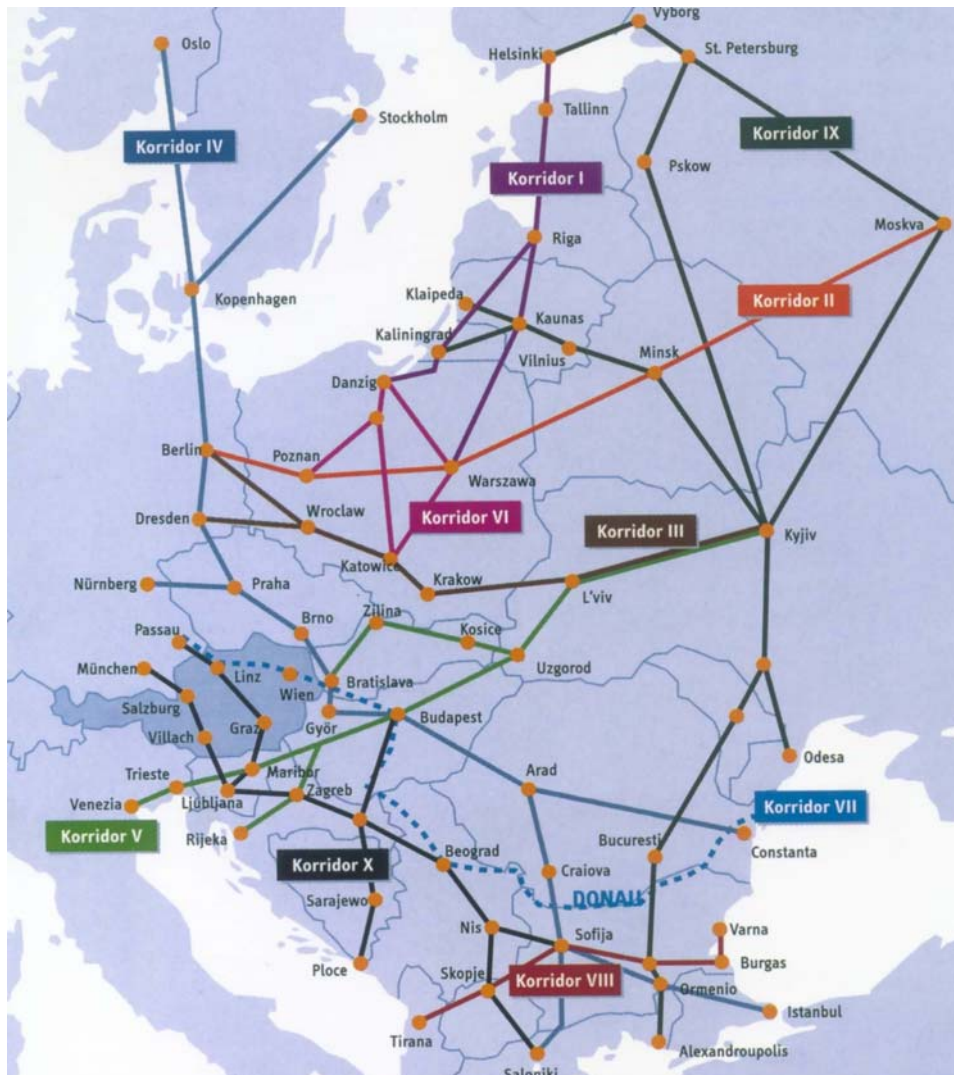 Vyborg
Oslo
Helsinki
St. Petersburg
Tallinn
Stockholm
Korridor IV
Korridor IX
Korridor I
Pskow
Moskva
Riga
Kopenhagen
Klaipeda
Korridor II
Kaunas
Kaliningrad
Vilnius
Minsk
Danzig
Berlin
Poznan
Warszawa
Wroclaw
Korridor VI
Dresden
Korridor III
Kyjiv
Katowice
Krakow
L'viv
Nürnberg
Praha
Zilina
Brno
Kosice
Passau
Uzgorod
München
Linz
Wien
Bratislava
Salzburg
Graz
Györ
Budapest
Villach
Odesa
Trieste
Maribor
Arad
Venezia
Ljubljana
Zagreb
Korridor VII
Korridor V
Rijeka
Bucuresti
Constanta
Korridor X
Beograd
Craiova
DONAU
Sarajewo
Nis
Sofija
Varna
Ploce
Skopje
Korridor VIII
Burgas
Ormenio
Istanbul
Tirana
Alexandroupolis
Saloniki